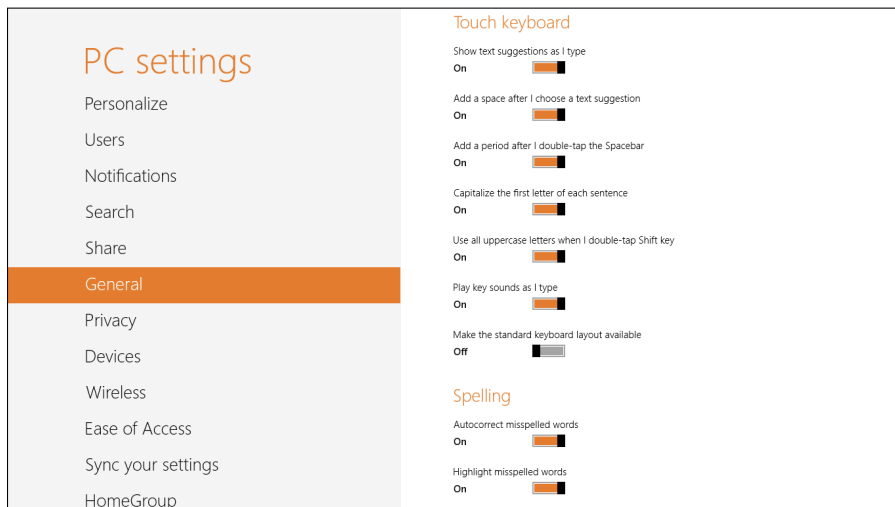 PC settings
Personalize
Users
Notifications
Search
Share
General
Privacy
Devices
Wireless
Ease of Access
Sync your settings
HomeGroup
Touch keyboard
Show text suggestions as I type
On
Add a space after I choose a text suggestion
On
Add a period after I double-tap the Spacebar
On
Capitalize the first letter of each sentence
On
Use all uppercase letters when I double-tap Shift key
On
Play key sounds as I type
On
Make the standard keyboard layout available
Off
Spelling
Autocorrect misspelled words
On
Highlight misspelled words
On